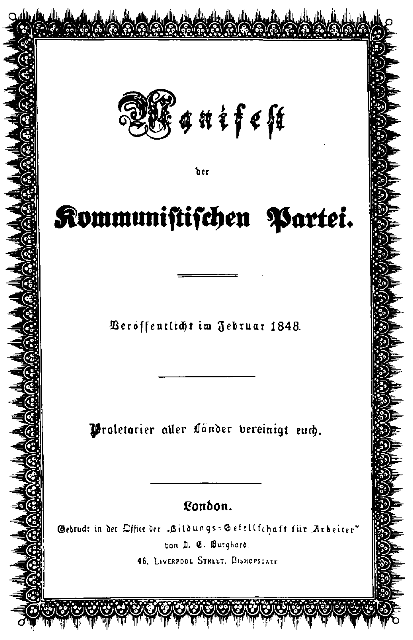 Manifest
der
Kommunistischen Partei.
Veröffentlicht im Februar 1848.
Proletarier aller Länder vereinigt euch.
London.
Gedruckt in der Office der „Bildungs-Gesellschaft für Arbeiter“
von J. E. Burghard.
46, LIVERPOOL STREET, BISHOPSGATE